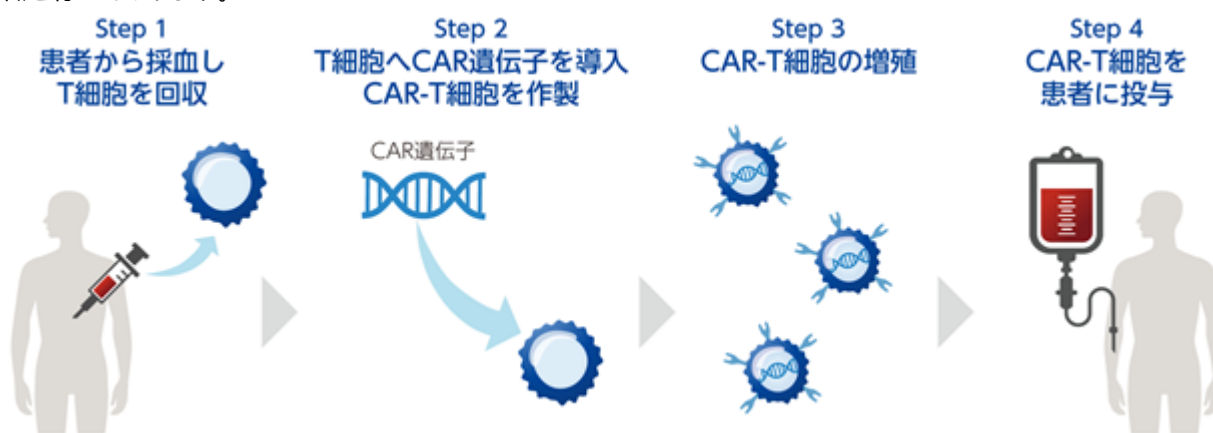 Step 1
患者から採血し
T細胞を回収
Step 2
T細胞へCAR遺伝子を導入
CAR-T細胞を作製
CAR遺伝子
Step 3
CAR-T細胞の増殖
Step 4
CAR-T細胞を
患者に投与